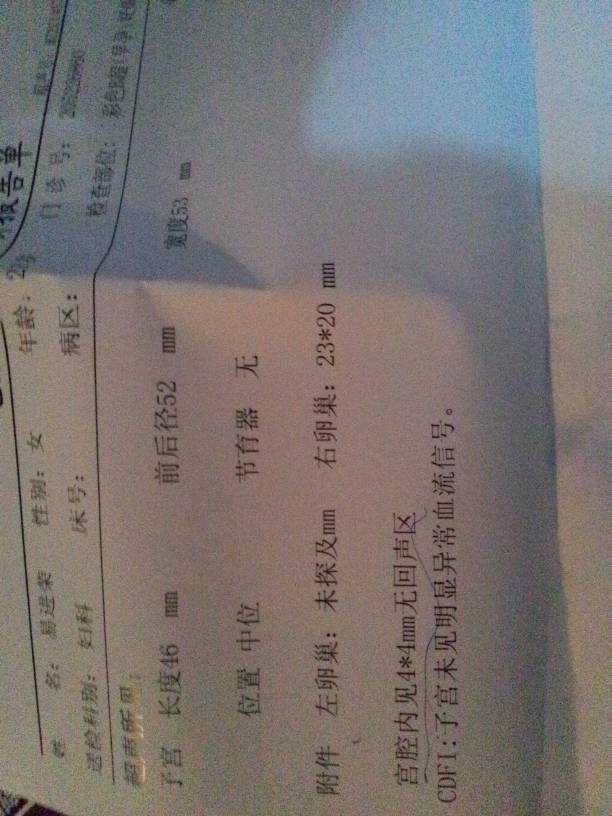 报告单
姓 名: 易进荣 性别: 女 年龄: 门诊号:
送检科别: 妇科 床号: 病区: 检查部位:
超声所见:
子宫 长度46 mm 前后径52 mm 宽度53 mm
位置 中位 节育器 无
附件 左卵巢: 未探及mm 右卵巢: 23*20 mm
宫腔内见4*4mm无回声区
CDFI:子宫未见明显异常血流信号。